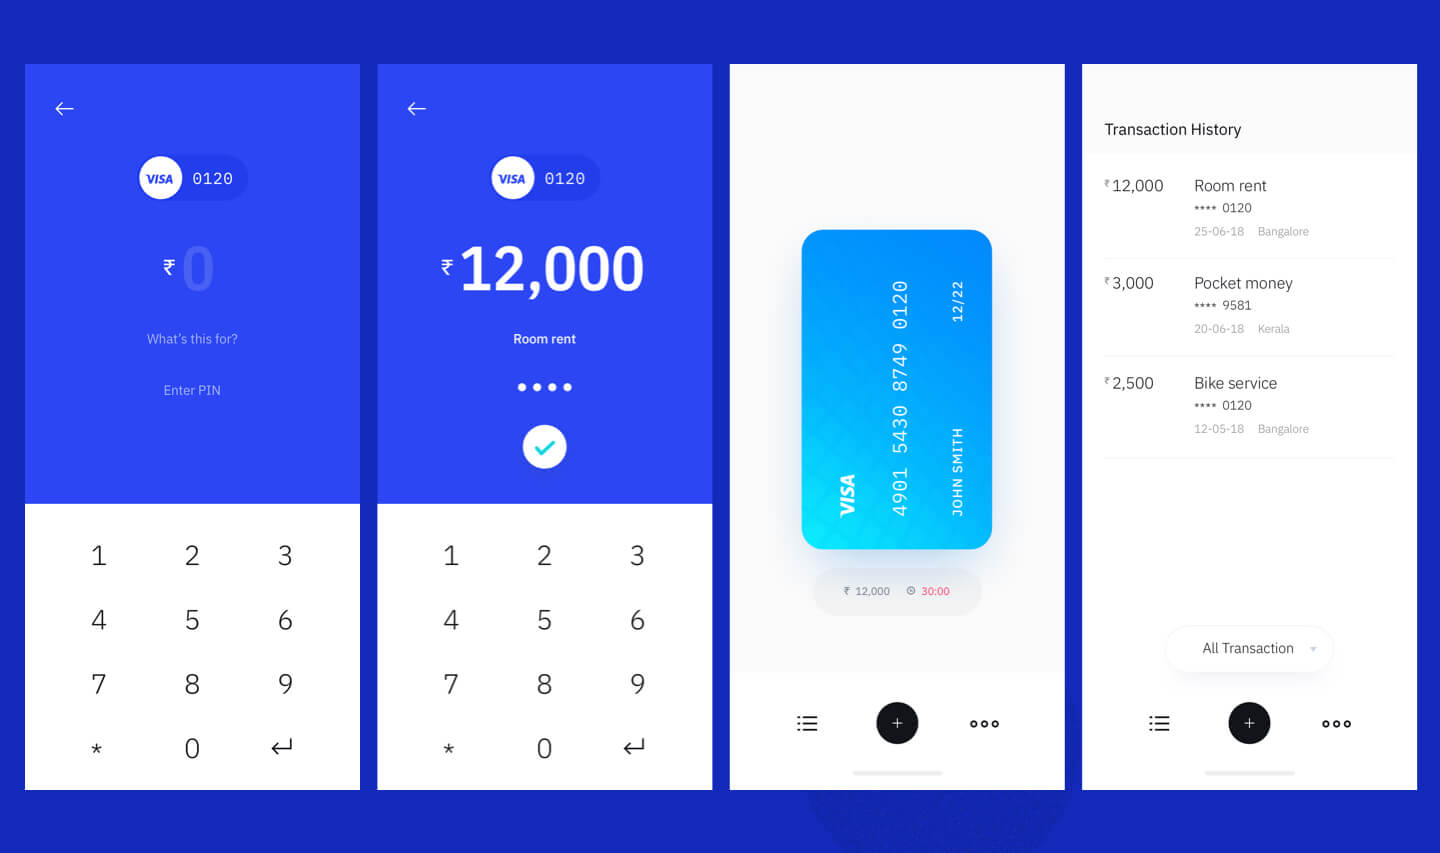 VISA 0120
₹ 0
What's this for?
Enter PIN
1 2 3
4 5 6
7 8 9
* 0
VISA 0120
₹ 12,000
Room rent
1 2 3
4 5 6
7 8 9
* 0
VISA
4901 5430 8749 0120
JOHN SMITH 12/22
₹ 12,000 30:00
Transaction History
₹ 12,000 Room rent
**** 0120
25-06-18 Bangalore
₹ 3,000 Pocket money
**** 9581
20-06-18 Kerala
₹ 2,500 Bike service
**** 0120
12-05-18 Bangalore
All Transaction